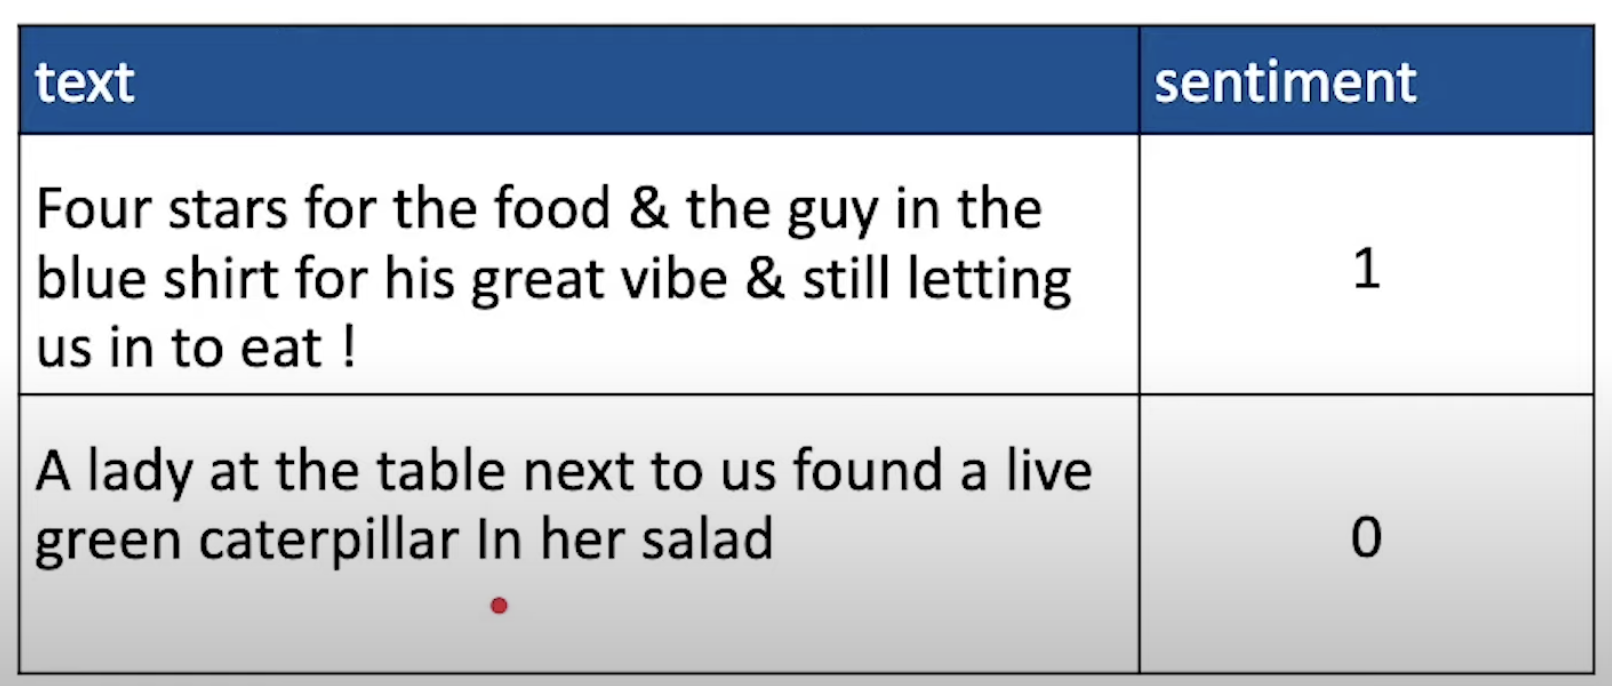 text
sentiment
Four stars for the food & the guy in the
blue shirt for his great vibe & still letting
us in to eat !
1
A lady at the table next to us found a live
green caterpillar In her salad
0